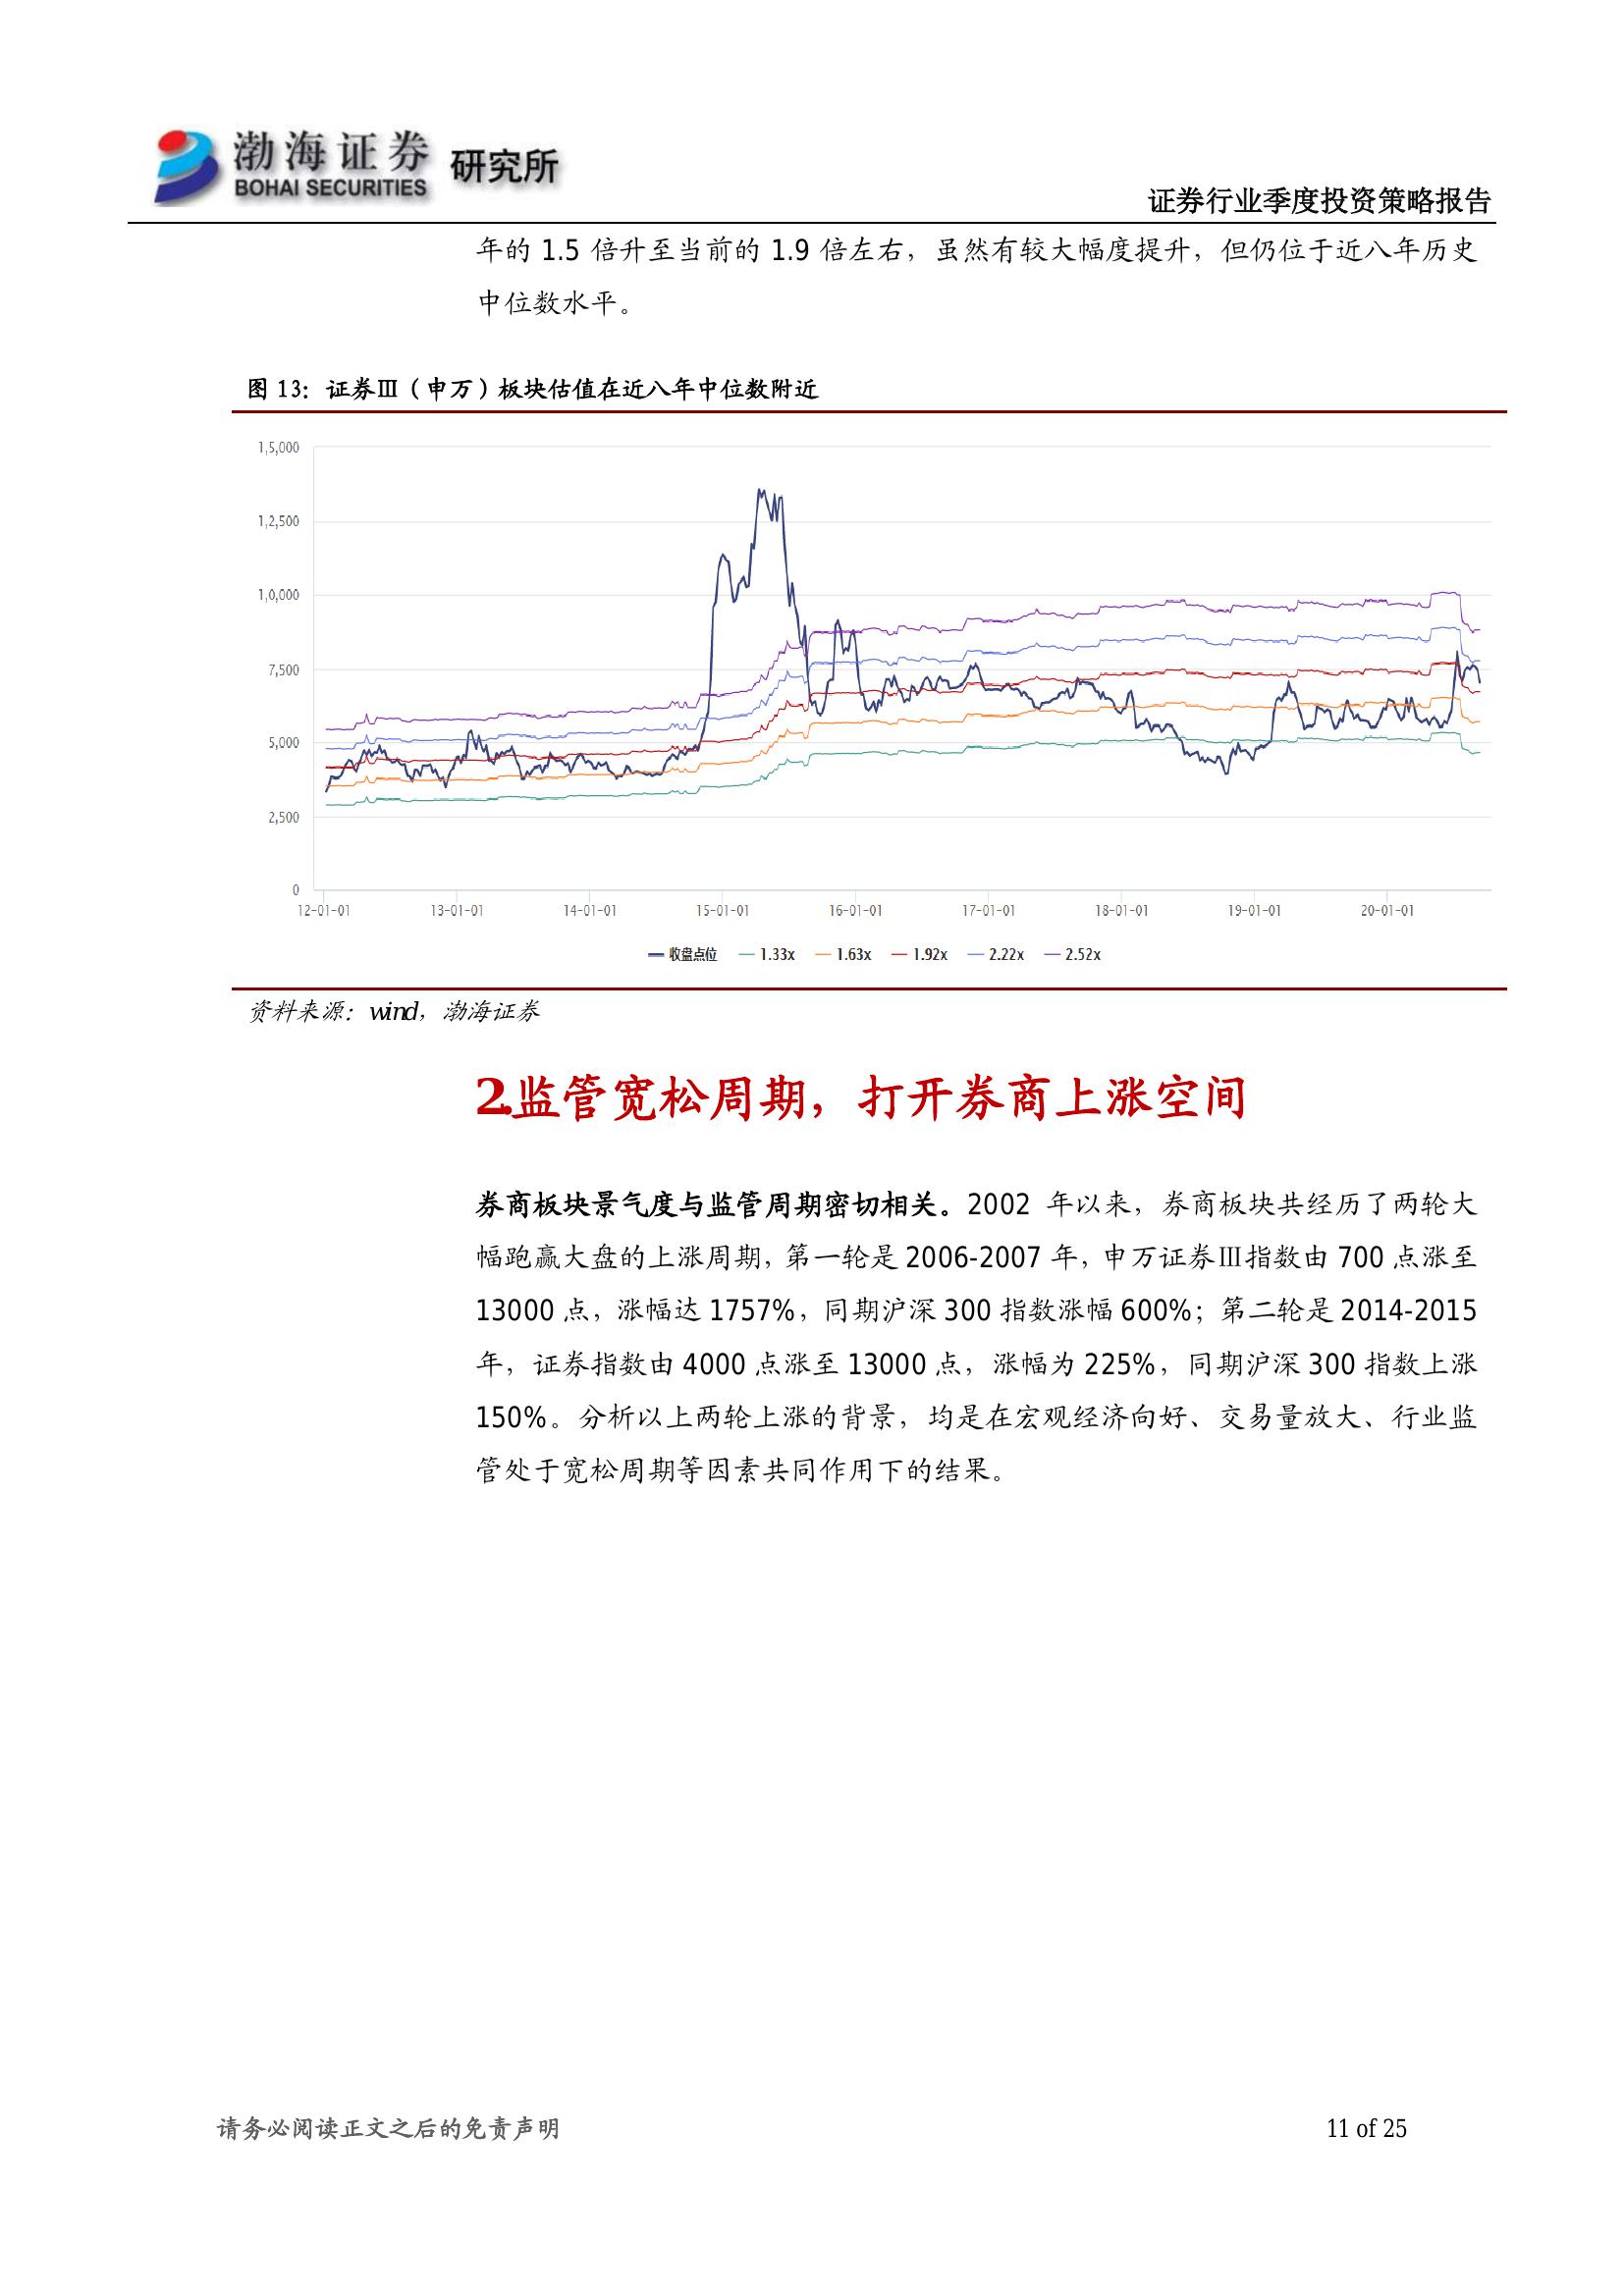 渤海证券 研究所
BOHAI SECURITIES
证券行业季度投资策略报告
年的 1.5 倍升至当前的 1.9 倍左右，虽然有较大幅度提升，但仍位于近八年历史
中位数水平。
图 13：证券Ⅲ（申万）板块估值在近八年中位数附近
1,5,000
1,2,500
1,0,000
7,500
5,000
2,500
0
12-01-01 13-01-01 14-01-01 15-01-01 16-01-01 17-01-01 18-01-01 19-01-01 20-01-01
收盘点位 1.33x 1.63x 1.92x 2.22x 2.52x
资料来源：wind，渤海证券
2.监管宽松周期，打开券商上涨空间
券商板块景气度与监管周期密切相关。2002 年以来，券商板块共经历了两轮大
幅跑赢大盘的上涨周期，第一轮是 2006-2007 年，申万证券Ⅲ指数由 700 点涨至
13000 点，涨幅达 1757%，同期沪深 300 指数涨幅 600%；第二轮是 2014-2015
年，证券指数由 4000 点涨至 13000 点，涨幅为 225%，同期沪深 300 指数上涨
150%。分析以上两轮上涨的背景，均是在宏观经济向好、交易量放大、行业监
管处于宽松周期等因素共同作用下的结果。
请务必阅读正文之后的免责声明 11 of 25